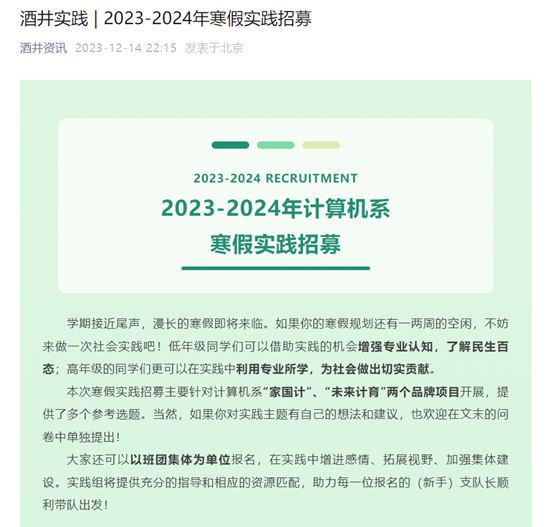 酒井实践 | 2023-2024年寒假实践招募
酒井资讯 2023-12-14 22:15 发表于北京
2023-2024 RECRUITMENT
2023-2024年计算机系
寒假实践招募
学期接近尾声，漫长的寒假即将来临。如果你的寒假规划还有一两周的空闲，不妨
来做一次社会实践吧！低年级同学们可以借助实践的机会增强专业认知，了解民生百
态；高年级的同学们更可以在实践中利用专业所学，为社会做出切实贡献。
本次寒假实践招募主要针对计算机系“家国计”、“未来计育”两个品牌项目开展，提
供了多个参考选题。当然，如果你对实践主题有自己的想法和建议，也欢迎在文末的问
卷中单独提出！
大家还可以以班团集体为单位报名，在实践中增进感情、拓展视野、加强集体建
设。实践组将提供充分的指导和相应的资源匹配，助力每一位报名的（新手）支队长顺
利带队出发！